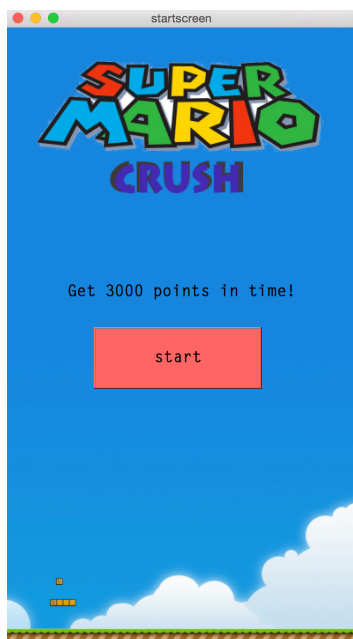 startscreen
SUPER
MARIO
CRUSH
Get 3000 points in time!
start